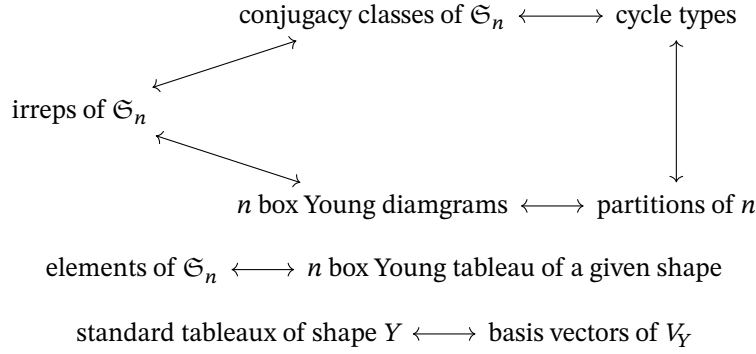 conjugacy classes of 𝔖ₙ ⟷ cycle types
irreps of 𝔖ₙ
n box Young diamgrams ⟷ partitions of n
elements of 𝔖ₙ ⟷ n box Young tableau of a given shape
standard tableaux of shape Y ⟷ basis vectors of V_Y